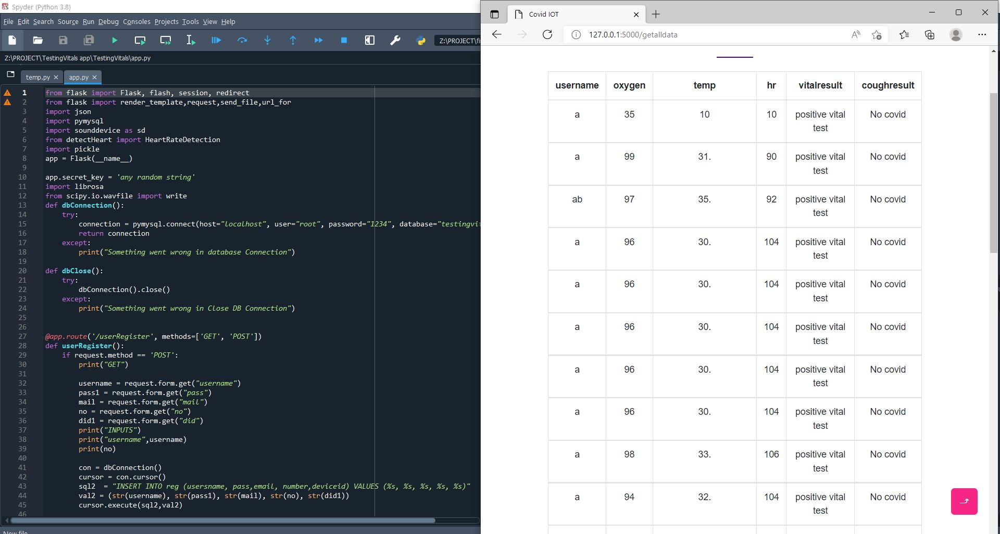 Spyder (Python 3.8)
File Edit Search Source Run Debug Consoles Projects Tools View Help
Z:\PROJECT\fi
Z:\PROJECT\TestingVitals app\TestingVitals\app.py
temp.py
app.py
1 from flask import Flask, flash, session, redirect
2 from flask import render_template,request,send_file,url_for
3 import json
4 import pymysql
5 import sounddevice as sd
6 from detectHeart import HeartRateDetection
7 import pickle
8 app = Flask(__name__)
9
10 app.secret_key = 'any random string'
11 import librosa
12 from scipy.io.wavfile import write
13 def dbConnection():
14 try:
15 connection = pymysql.connect(host="localhost", user="root", password="1234", database="testingvi
16 return connection
17 except:
18 print("Something went wrong in database Connection")
19
20 def dbClose():
21 try:
22 dbConnection().close()
23 except:
24 print("Something went wrong in Close DB Connection")
25
26
27 @app.route('/userRegister', methods=['GET', 'POST'])
28 def userRegister():
29 if request.method == 'POST':
30 print("GET")
31
32 username = request.form.get("username")
33 pass1 = request.form.get("pass")
34 mail = request.form.get("mail")
35 no = request.form.get("no")
36 did1 = request.form.get("did")
37 print("INPUTS")
38 print("username",username)
39 print(no)
40
41 con = dbConnection()
42 cursor = con.cursor()
43 sql2 = "INSERT INTO reg (usersname, pass,email, number,deviceid) VALUES (%s, %s, %s, %s, %s)"
44 val2 = (str(username), str(pass1), str(mail), str(no), str(did1))
45 cursor.execute(sql2,val2)
46
New file
Covid IOT
127.0.0.1:5000/getalldata
username oxygen temp hr vitalresult coughresult
a 35 10 10 positive vital No covid
test
a 99 31. 90 positive vital No covid
test
ab 97 35. 92 positive vital No covid
test
a 96 30. 104 positive vital No covid
test
a 96 30. 104 positive vital No covid
test
a 96 30. 104 positive vital No covid
test
a 96 30. 104 positive vital No covid
test
a 96 30. 104 positive vital No covid
test
a 98 33. 106 positive vital No covid
test
a 94 32. 104 positive vital No covid
test